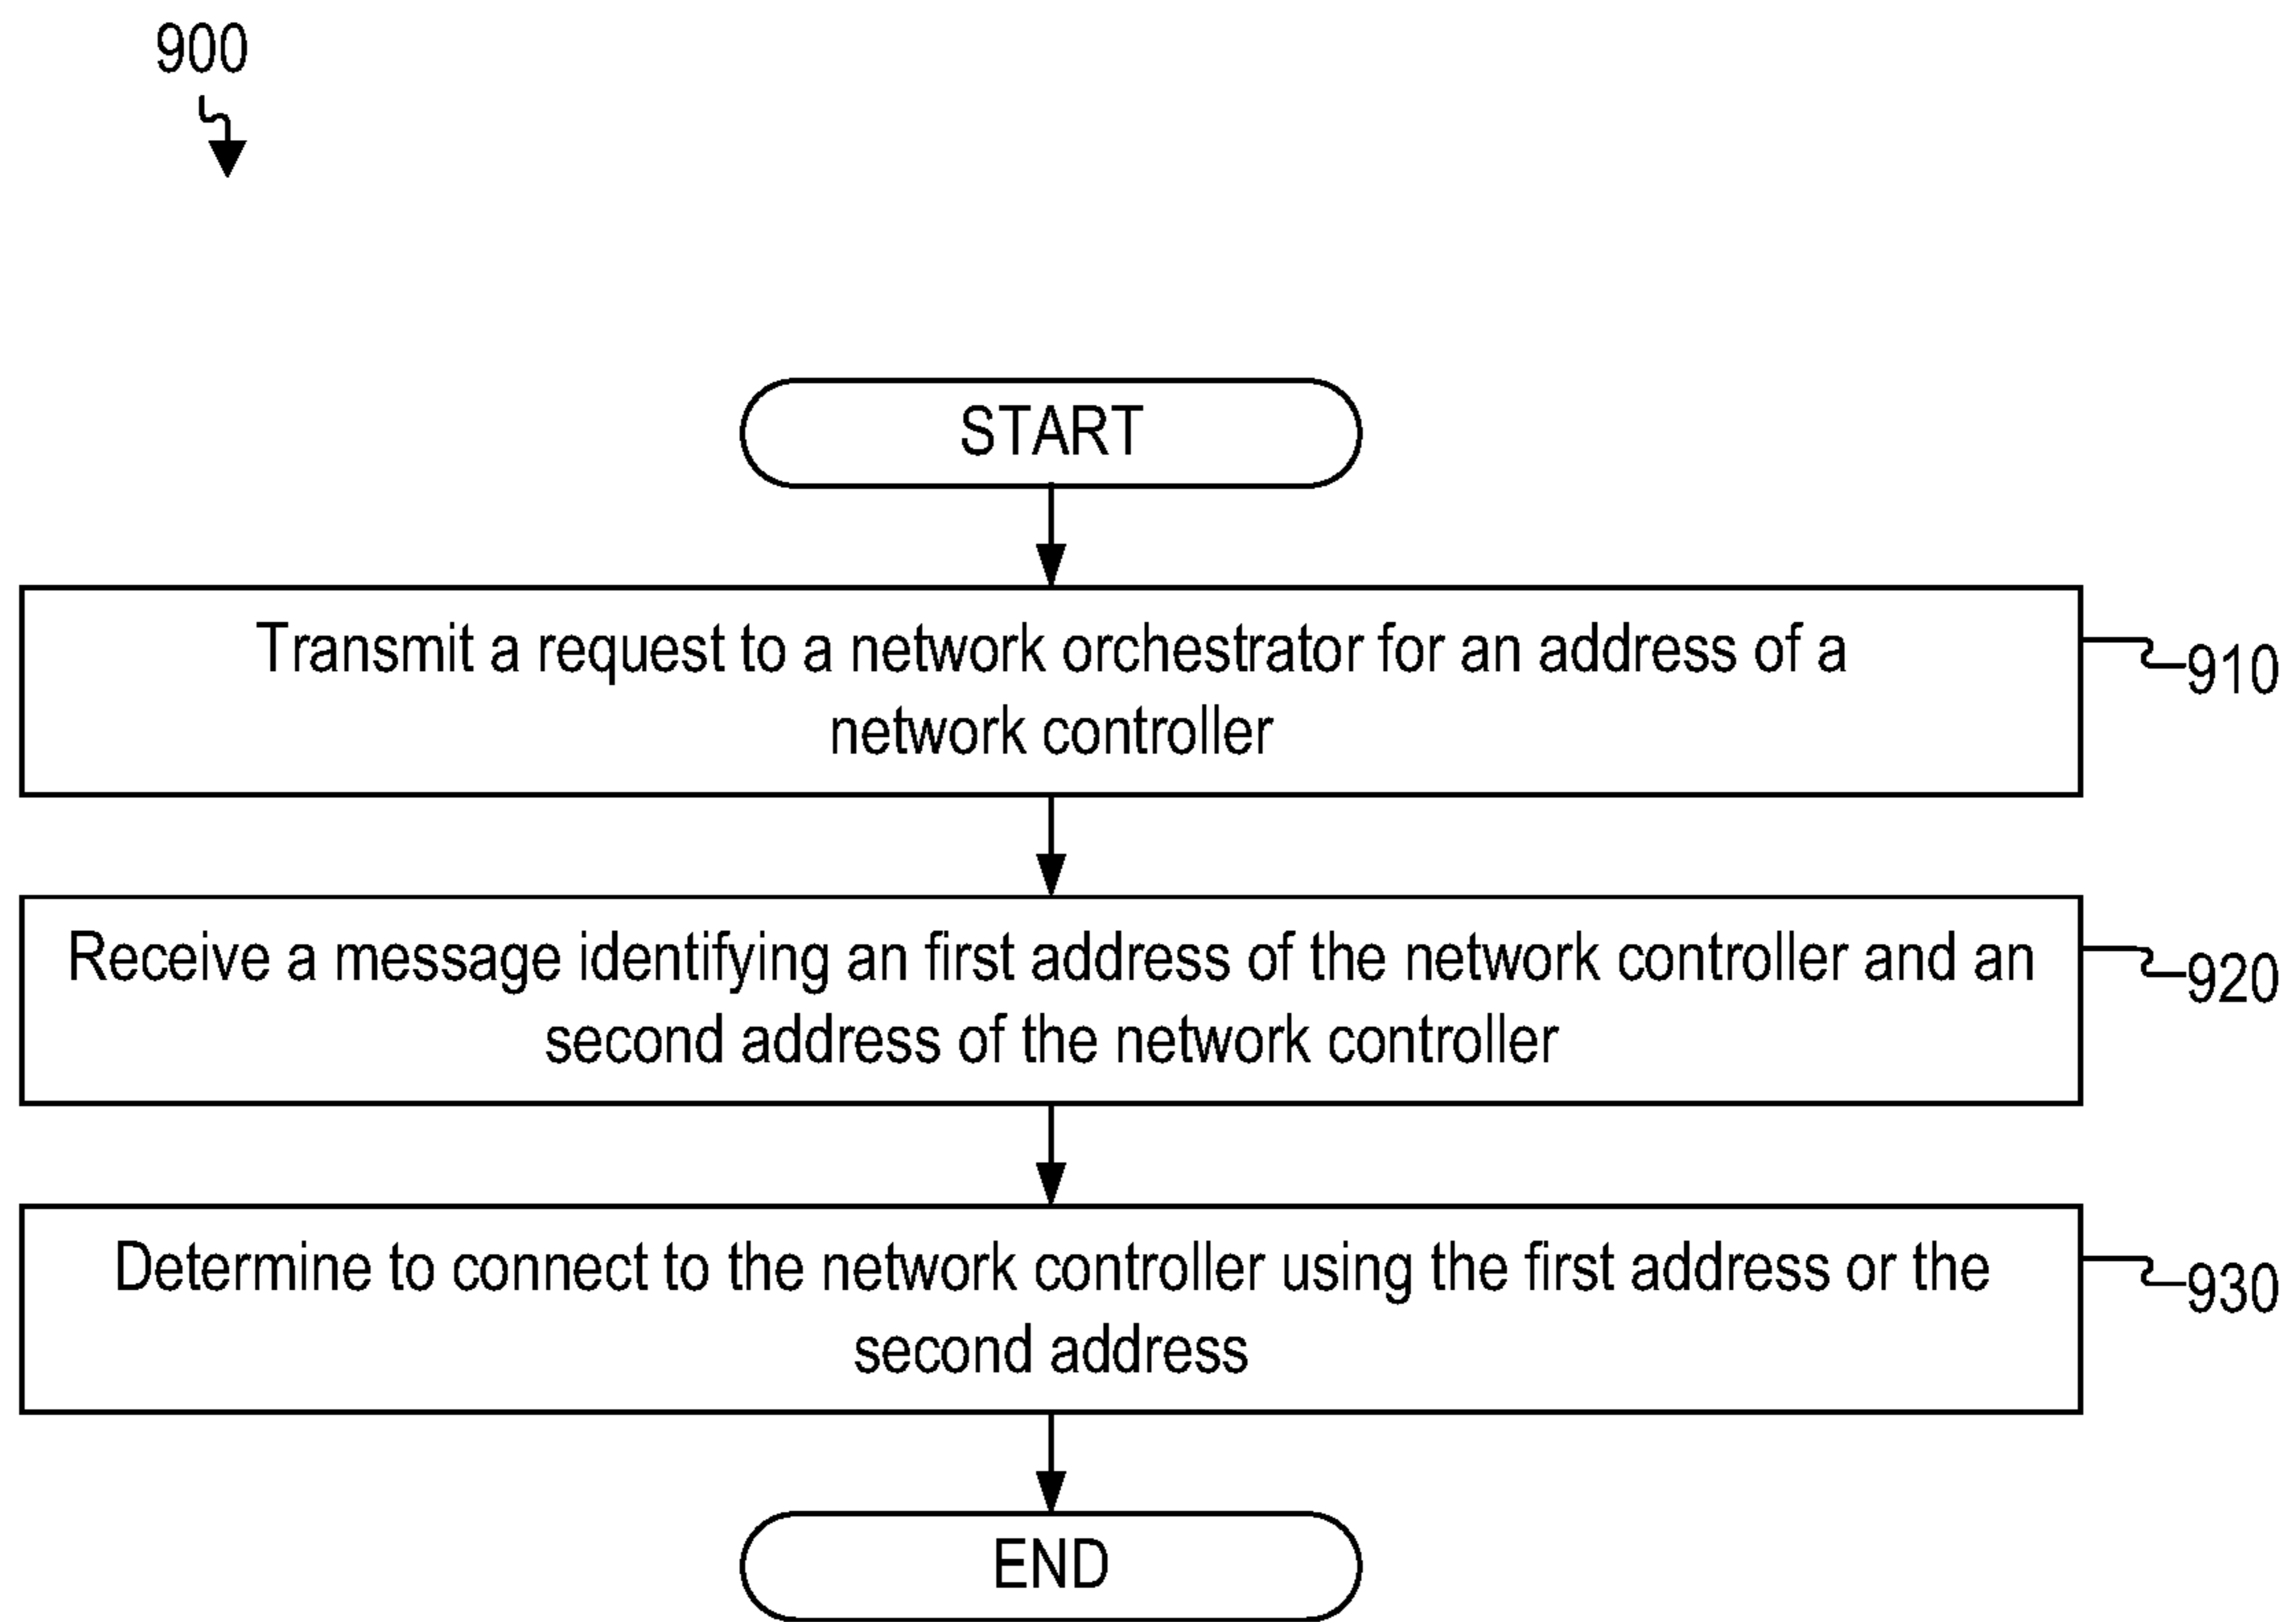 900
START
Transmit a request to a network orchestrator for an address of a
network controller
910
Receive a message identifying an first address of the network controller and an
second address of the network controller
920
Determine to connect to the network controller using the first address or the
second address
930
END